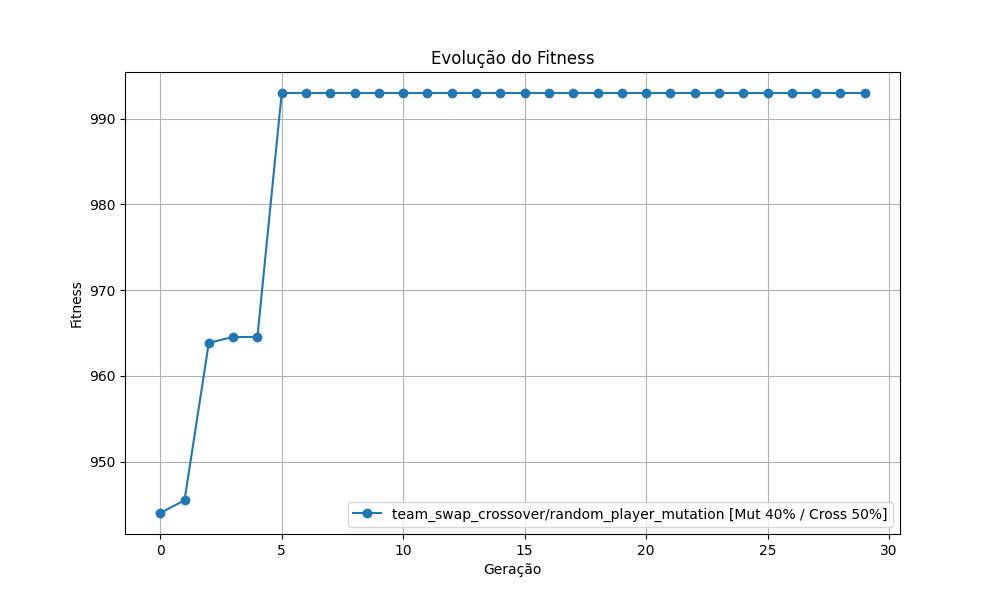 Evolução do Fitness
Fitness
990
980
970
960
950
team_swap_crossover/random_player_mutation [Mut 40% / Cross 50%]
0 5 10 15 20 25 30
Geração